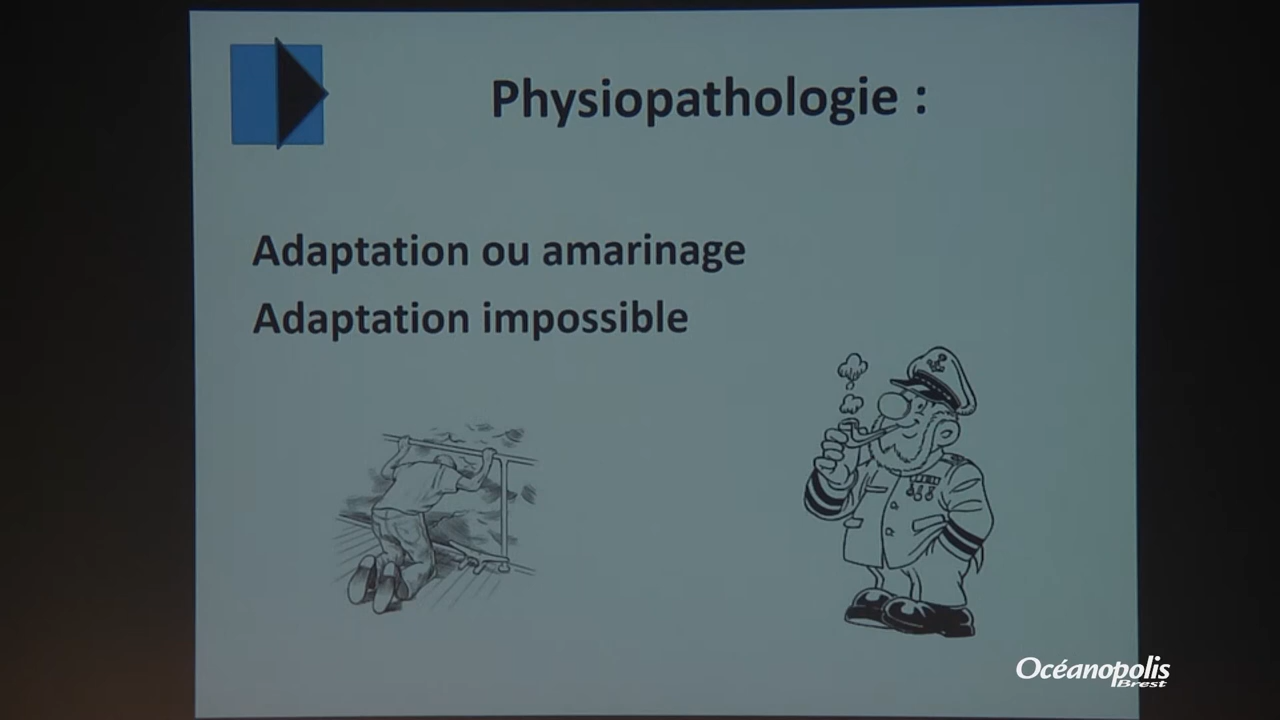 Physiopathologie :
Adaptation ou amarinage
Adaptation impossible
Océanopolis
Brest